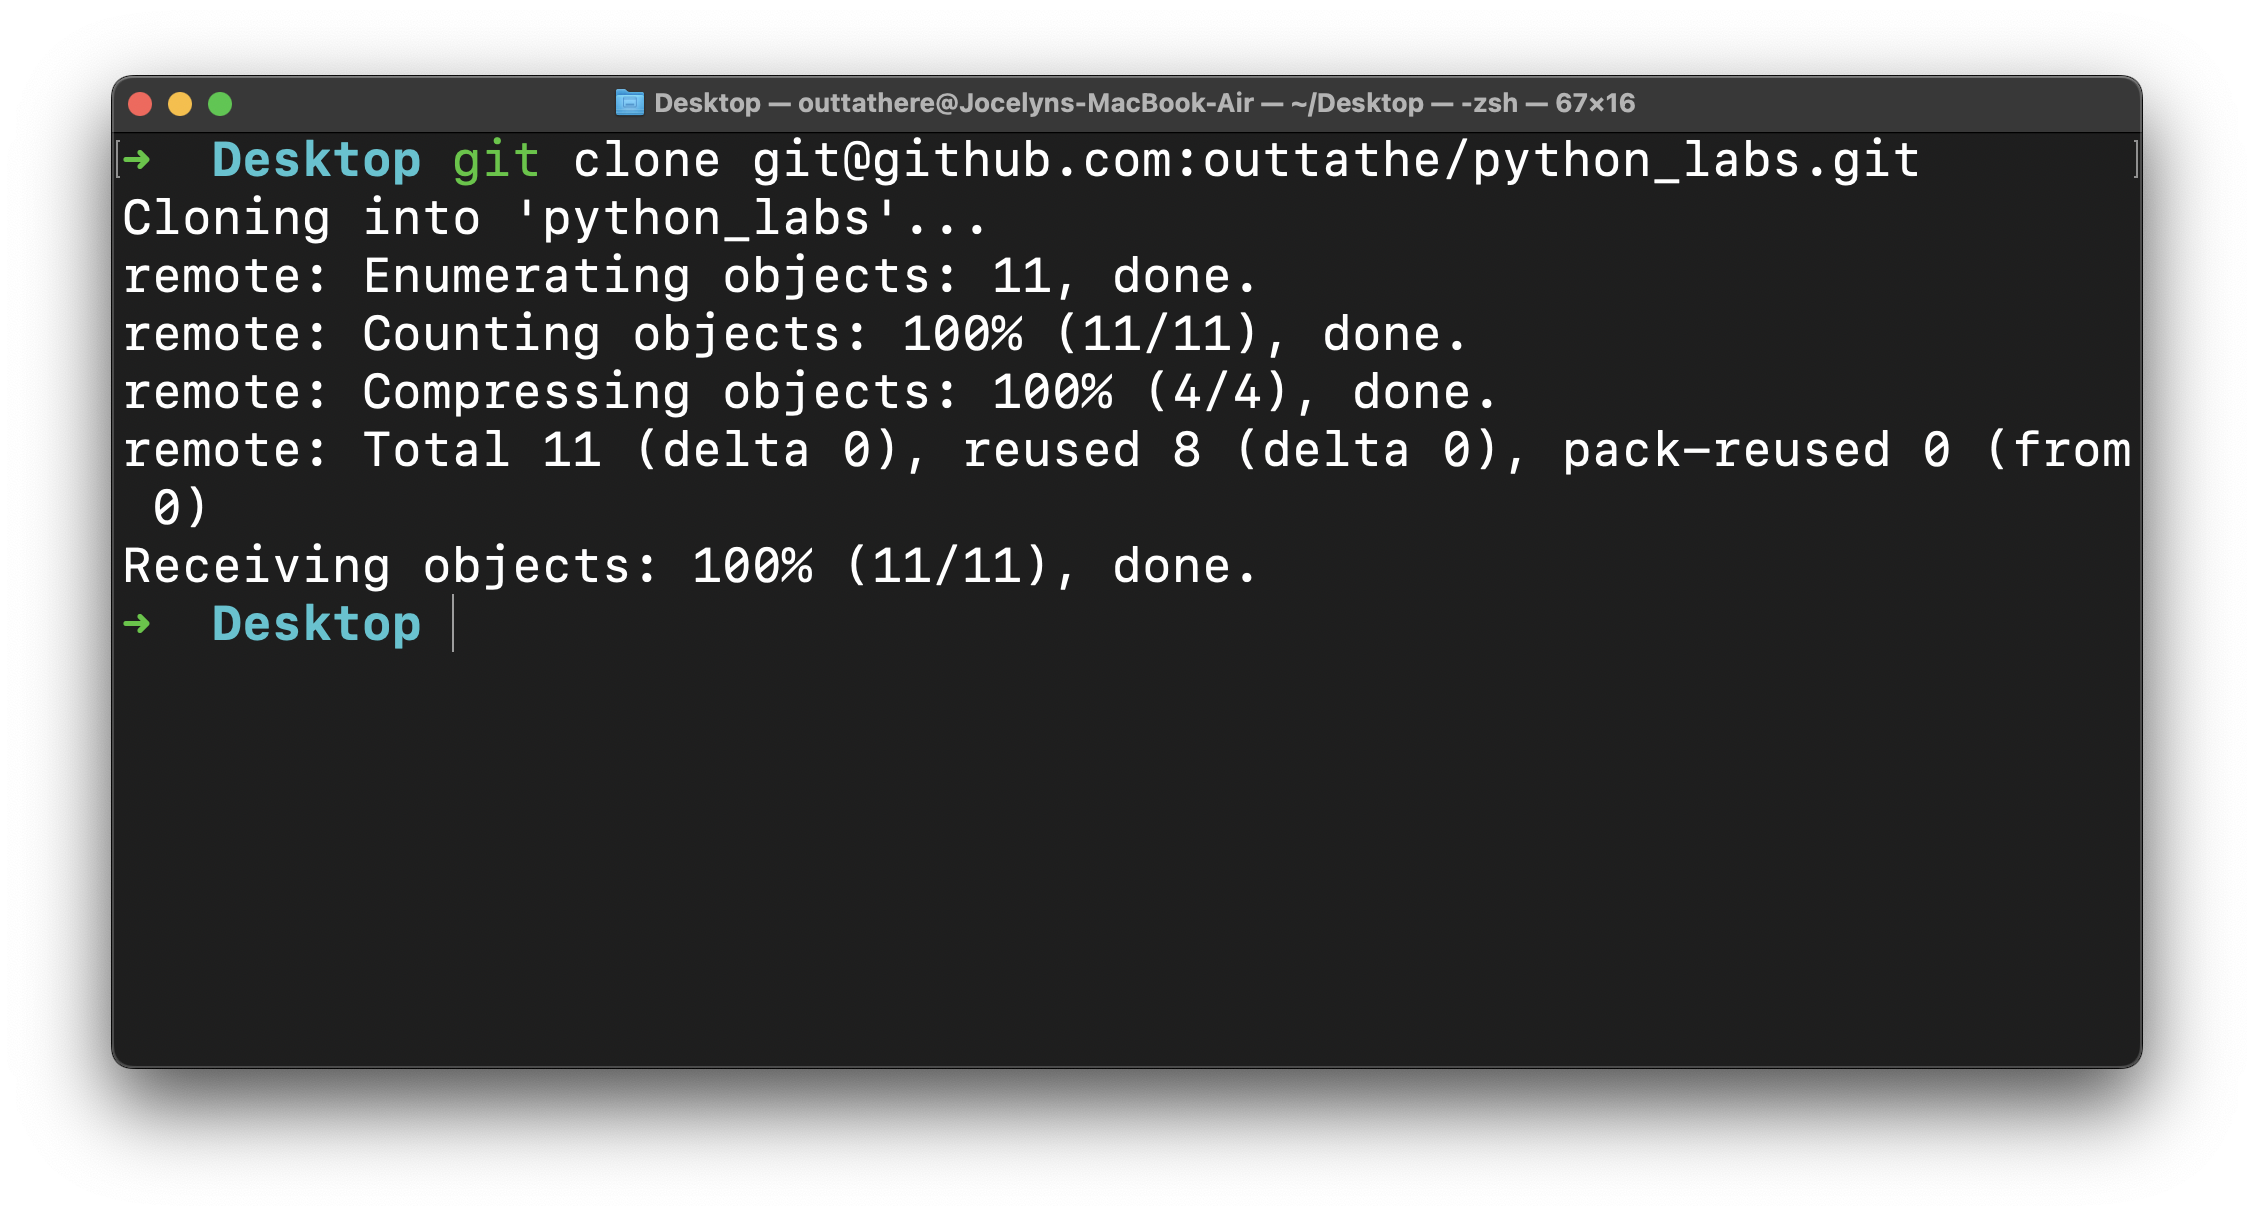 Desktop — outtathere@Jocelyns-MacBook-Air — ~/Desktop — -zsh — 67×16
➜  Desktop git clone git@github.com:outtathe/python_labs.git
Cloning into 'python_labs'...
remote: Enumerating objects: 11, done.
remote: Counting objects: 100% (11/11), done.
remote: Compressing objects: 100% (4/4), done.
remote: Total 11 (delta 0), reused 8 (delta 0), pack-reused 0 (from
 0)
Receiving objects: 100% (11/11), done.
➜  Desktop